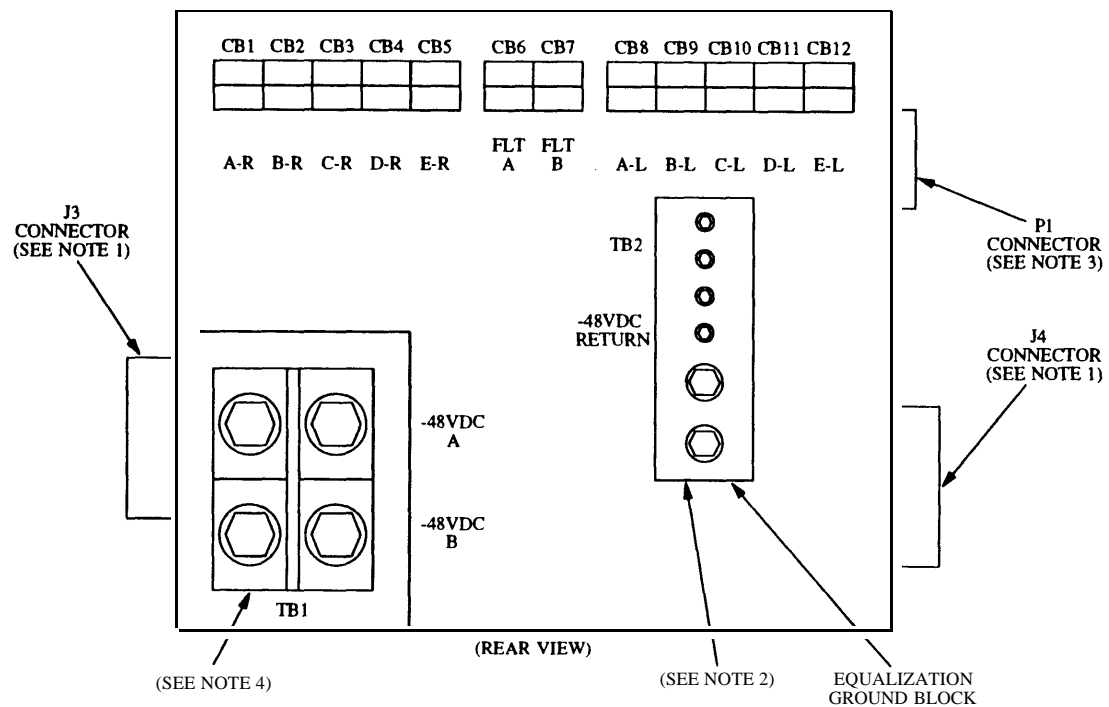 CB1 CB2 CB3 CB4 CB5 CB6 CB7 CB8 CB9 CB10 CB11 CB12
A-R B-R C-R D-R E-R
FLT A
FLT B
A-L B-L C-L D-L E-L
J3
CONNECTOR
(SEE NOTE 1)
P1
CONNECTOR
(SEE NOTE 3)
TB2
-48VDC
RETURN
J4
CONNECTOR
(SEE NOTE 1)
-48VDC
A
-48VDC
B
TB1
(REAR VIEW)
(SEE NOTE 4)
(SEE NOTE 2)
EQUALIZATION
GROUND BLOCK